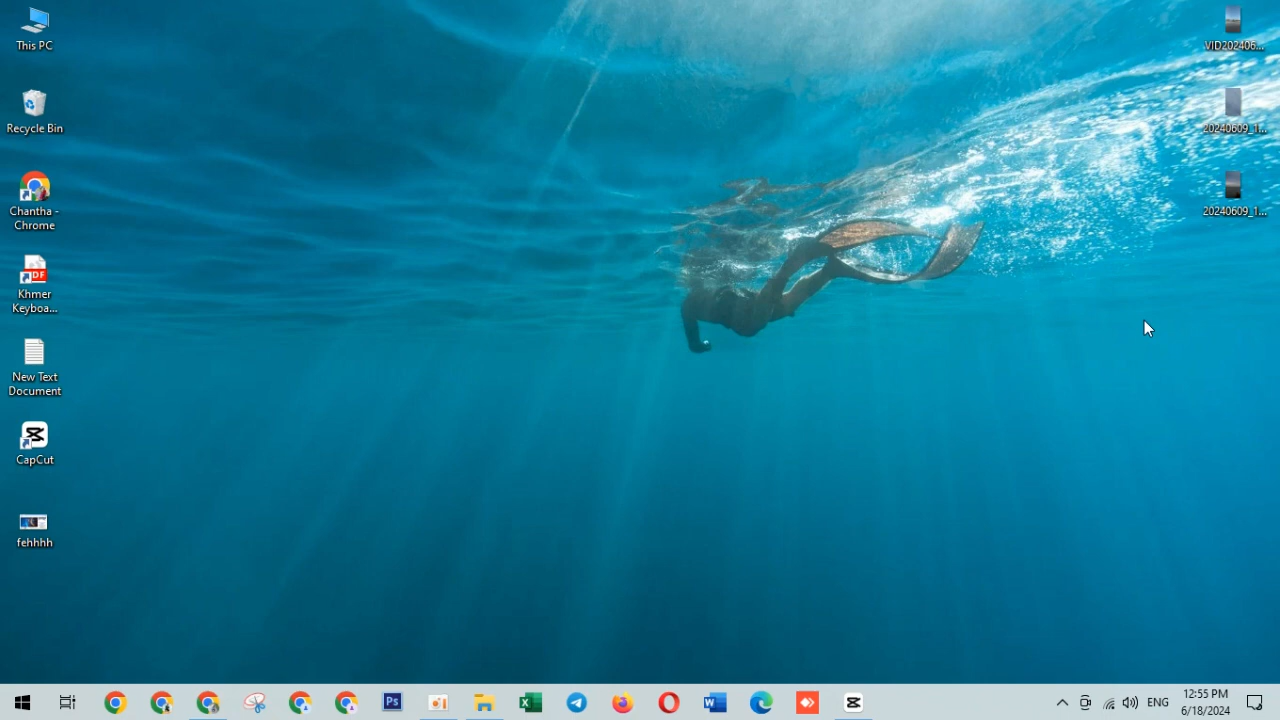 This PC
Recycle Bin
Chantha -
Chrome
Khmer
Keyboa...
New Text
Document
CapCut
fehhhh
VID202406...
20240609_1...
20240609_1...
Ps
ENG
12:55 PM
6/18/2024